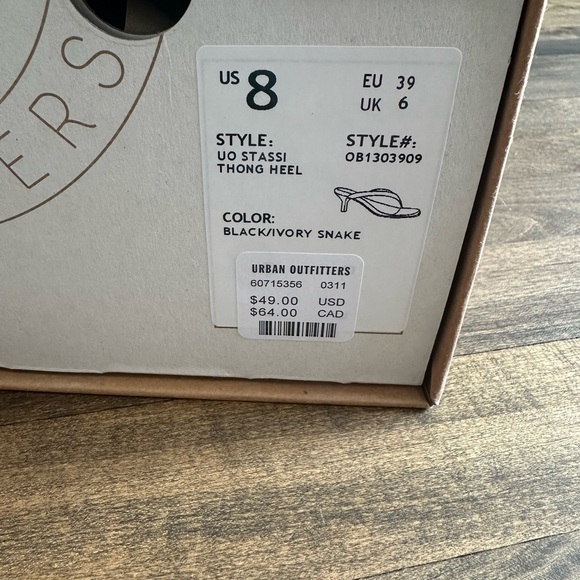 ERS
US 8
EU 39
UK 6
STYLE:
UO STASSI
THONG HEEL
STYLE#:
OB1303909
COLOR:
BLACK/IVORY SNAKE
URBAN OUTFITTERS
60715356 0311
$49.00 USD
$64.00 CAD